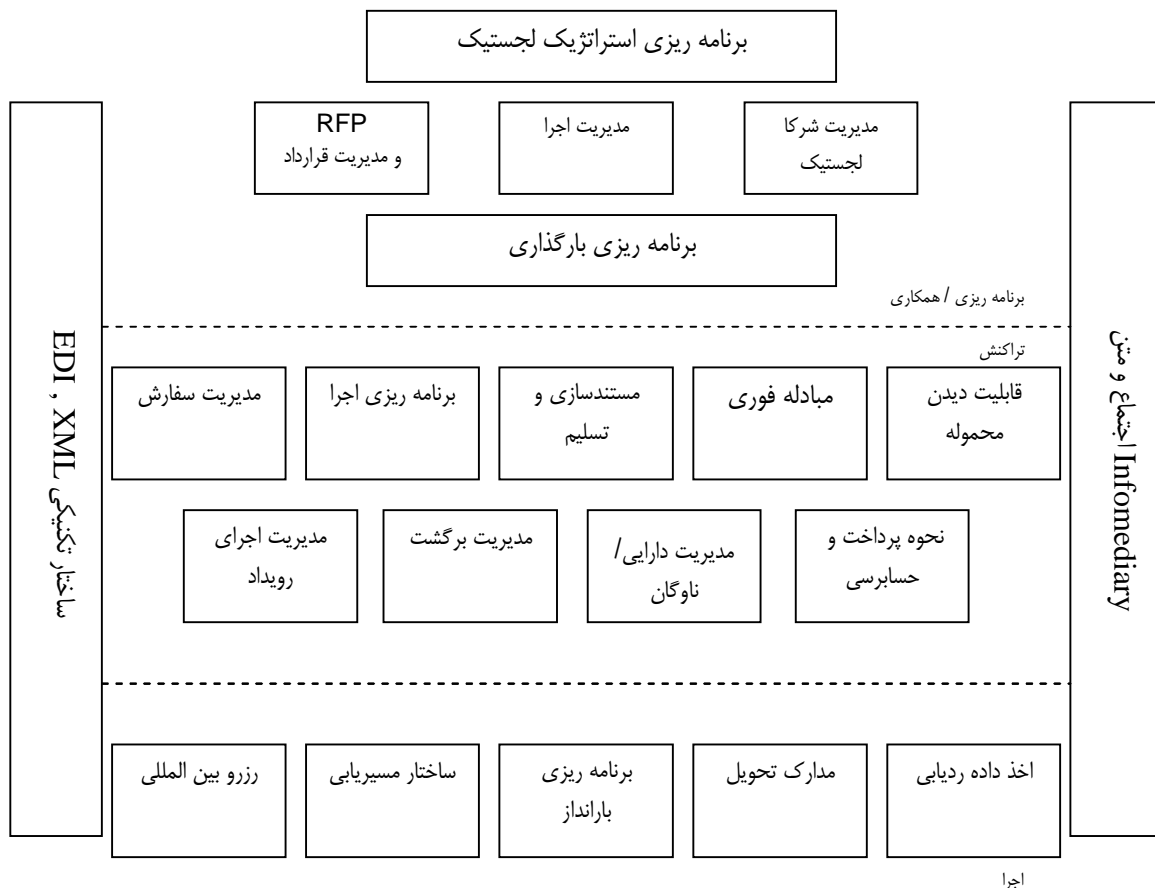 برنامه ریزی استراتژیک لجستیک
مدیریت شرکا
لجستیک
مدیریت اجرا
RFP
و مدیریت قرارداد
برنامه ریزی بارگذاری
برنامه ریزی / همکاری
تراکنش
قابلیت دیدن
محموله
مبادله فوری
مستندسازی و
تسلیم
برنامه ریزی اجرا
مدیریت سفارش
نحوه پرداخت و
حسابرسی
مدیریت دارایی/
ناوگان
مدیریت برگشت
مدیریت اجرای
رویداد
اخذ داده ردیابی
مدارک تحویل
برنامه ریزی
بارانداز
ساختار مسیریابی
رزرو بین المللی
اجرا
Infomediary اجتماع و متن
ساختار تکنیکی EDI , XML